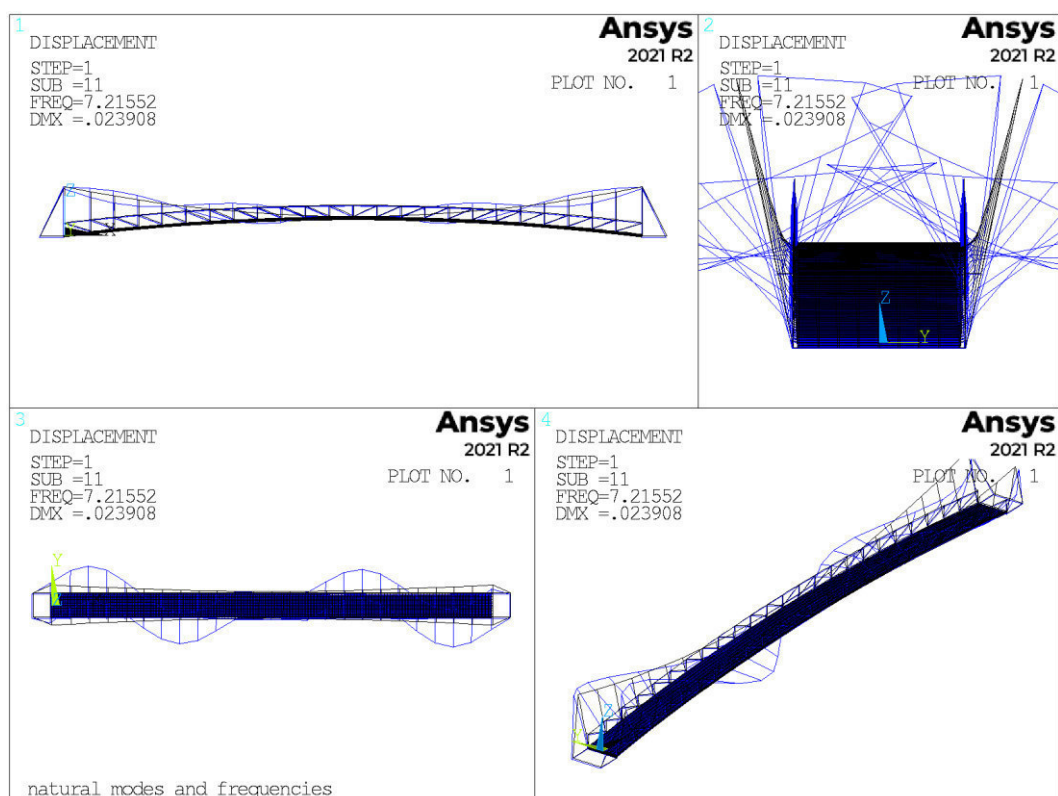 1
DISPLACEMENT
STEP=1
SUB =11
FREQ=7.21552
DMX =.023908
Ansys
2021 R2
PLOT NO. 1
Z
X
2
DISPLACEMENT
STEP=1
SUB =11
FREQ=7.21552
DMX =.023908
Ansys
2021 R2
PLOT NO. 1
Z
Y
3
DISPLACEMENT
STEP=1
SUB =11
FREQ=7.21552
DMX =.023908
Ansys
2021 R2
PLOT NO. 1
Y
natural modes and frequencies
4
DISPLACEMENT
STEP=1
SUB =11
FREQ=7.21552
DMX =.023908
Ansys
2021 R2
PLOT NO. 1
Z
Y